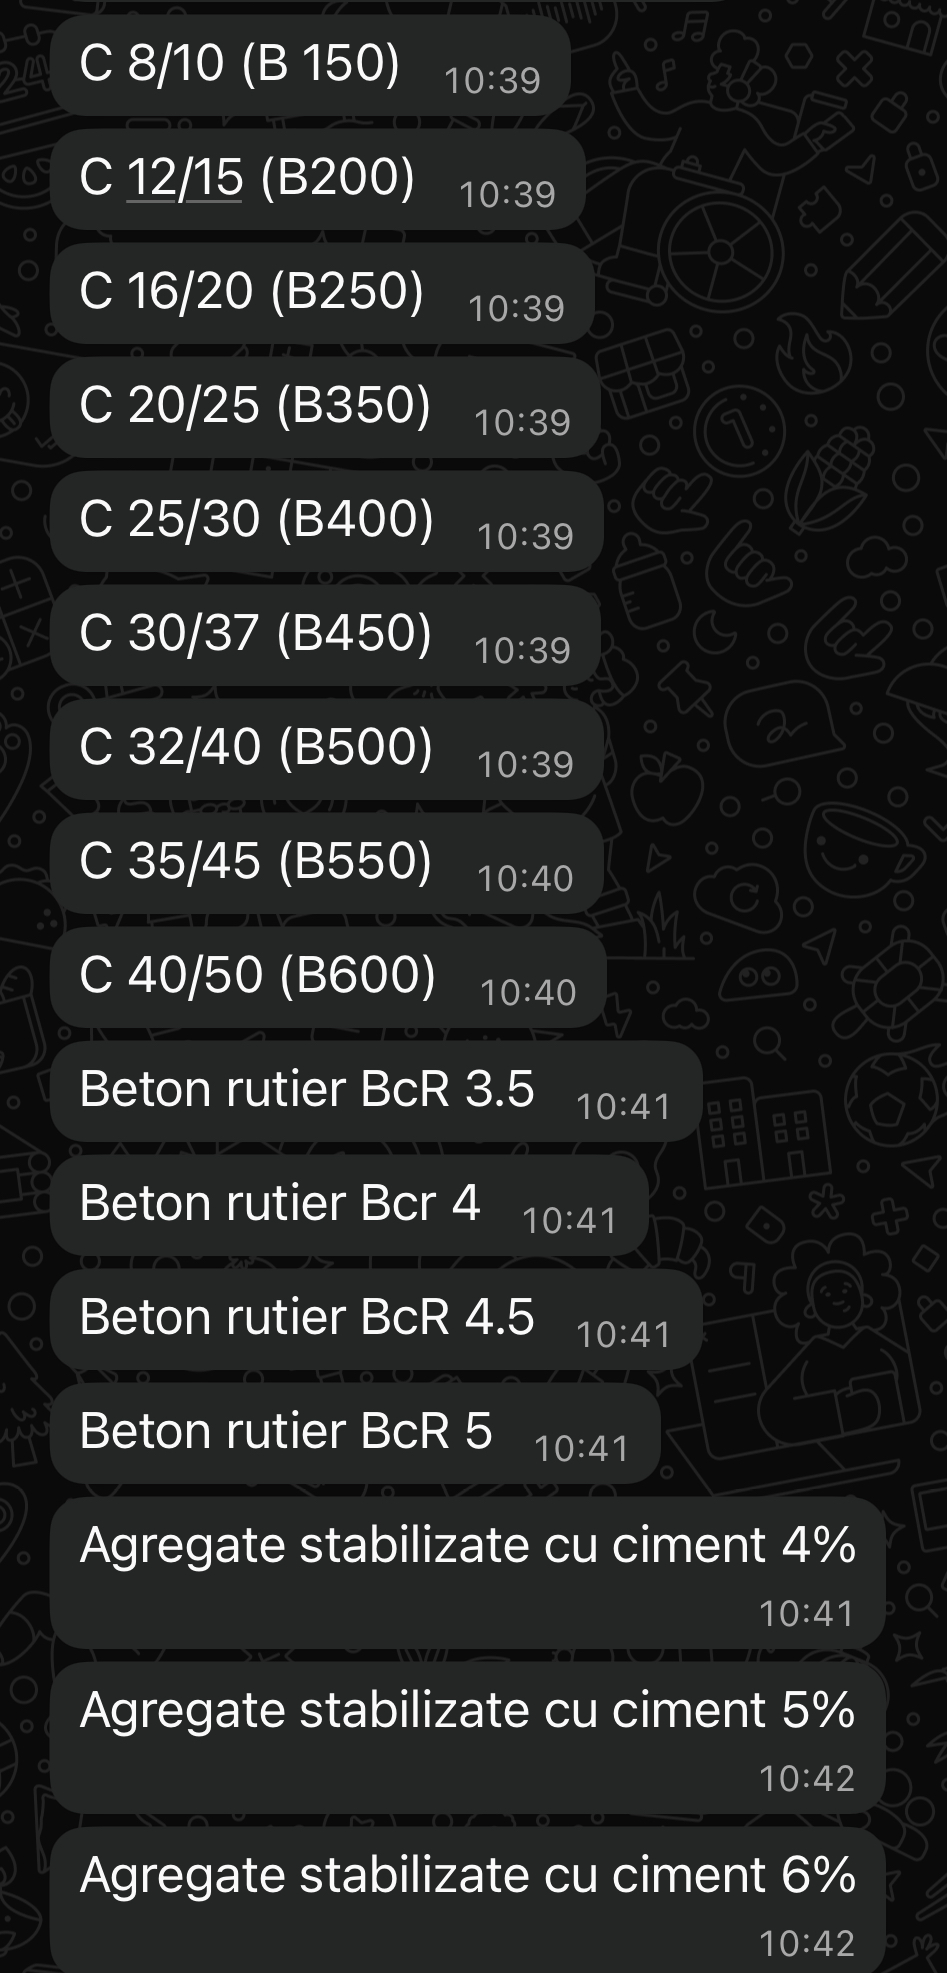 C 8/10 (B 150) 10:39
C 12/15 (B200) 10:39
C 16/20 (B250) 10:39
C 20/25 (B350) 10:39
C 25/30 (B400) 10:39
C 30/37 (B450) 10:39
C 32/40 (B500) 10:39
C 35/45 (B550) 10:40
C 40/50 (B600) 10:40
Beton rutier BcR 3.5 10:41
Beton rutier Bcr 4 10:41
Beton rutier BcR 4.5 10:41
Beton rutier BcR 5 10:41
Agregate stabilizate cu ciment 4%
10:41
Agregate stabilizate cu ciment 5%
10:42
Agregate stabilizate cu ciment 6%
10:42